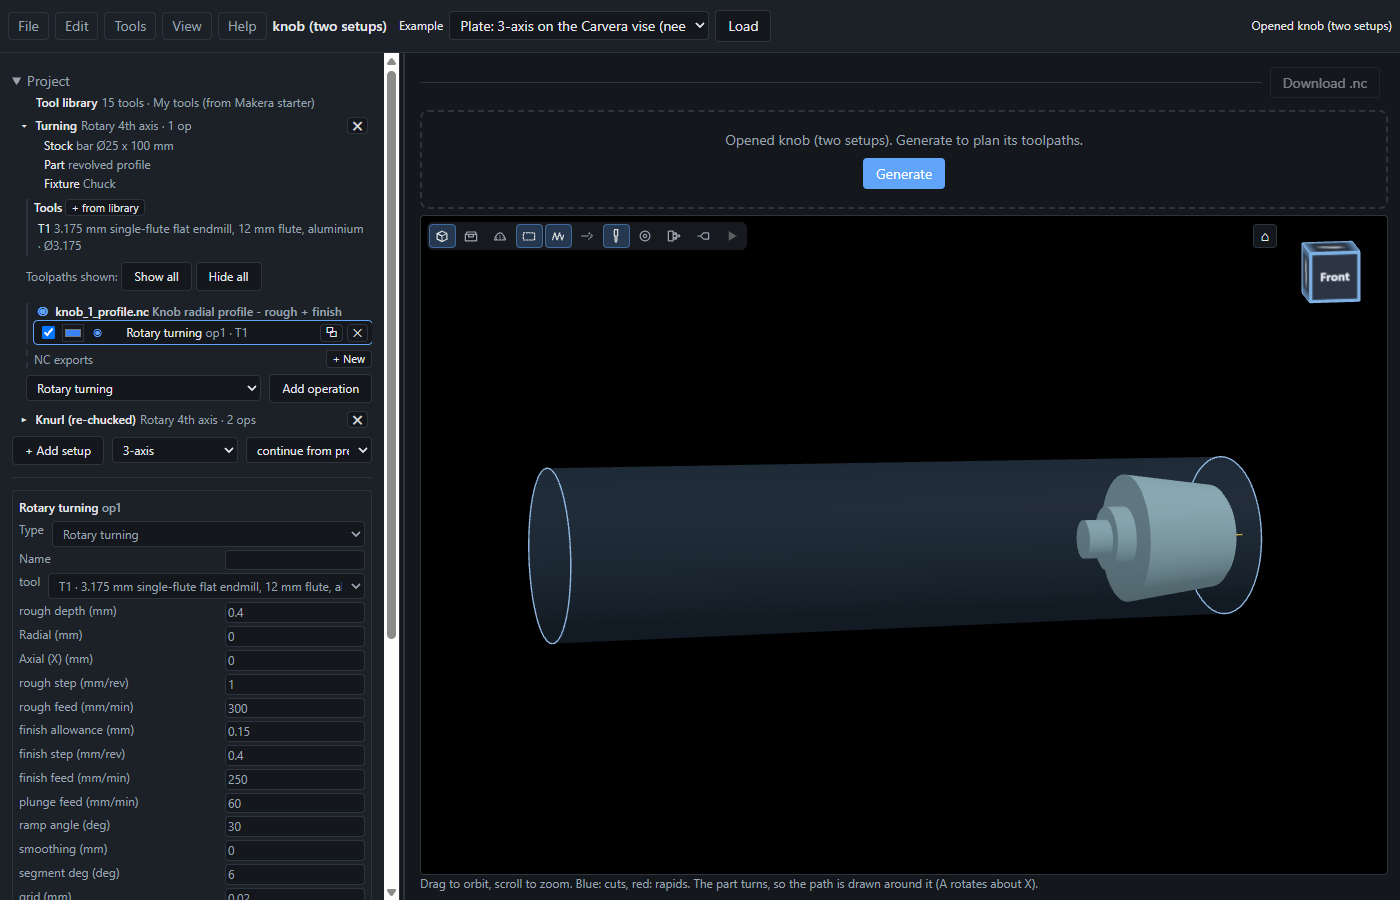 File Edit Tools View Help knob (two setups) Example Plate: 3-axis on the Carvera vise (nee Load Opened knob (two setups)
Project
Tool library 15 tools · My tools (from Makera starter)
Turning Rotary 4th axis · 1 op
Stock bar Ø25 x 100 mm
Part revolved profile
Fixture Chuck
Tools + from library
T1 3.175 mm single-flute flat endmill, 12 mm flute, aluminium
· Ø3.175
Toolpaths shown: Show all Hide all
knob_1_profile.nc Knob radial profile - rough + finish
Rotary turning op1 · T1
NC exports + New
Rotary turning Add operation
Knurl (re-chucked) Rotary 4th axis · 2 ops
+ Add setup 3-axis continue from pre
Rotary turning op1
Type Rotary turning
Name
tool T1 · 3.175 mm single-flute flat endmill, 12 mm flute, al
rough depth (mm) 0.4
Radial (mm) 0
Axial (X) (mm) 0
rough step (mm/rev) 1
rough feed (mm/min) 300
finish allowance (mm) 0.15
finish step (mm/rev) 0.4
finish feed (mm/min) 250
plunge feed (mm/min) 60
ramp angle (deg) 30
smoothing (mm) 0
segment deg (deg) 6
grid (mm) 0.02
Download .nc
Opened knob (two setups). Generate to plan its toolpaths.
Generate
Front
Drag to orbit, scroll to zoom. Blue: cuts, red: rapids. The part turns, so the path is drawn around it (A rotates about X).